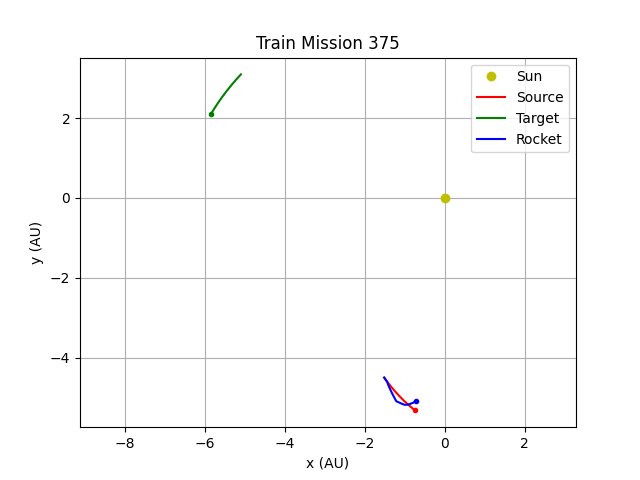 Train Mission 375
Sun
Source
Target
Rocket
2
0
−2
−4
y (AU)
−8
−6
−4
−2
0
2
x (AU)